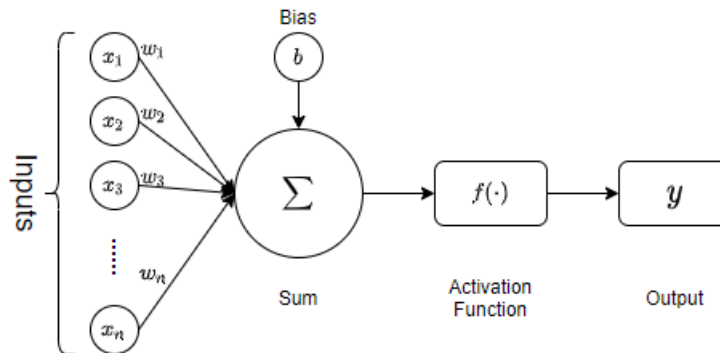 Bias
b
Inputs
x₁ w₁
x₂ w₂
x₃ w₃
......
wₙ
xₙ
∑
f(·)
y
Sum
Activation
Function
Output